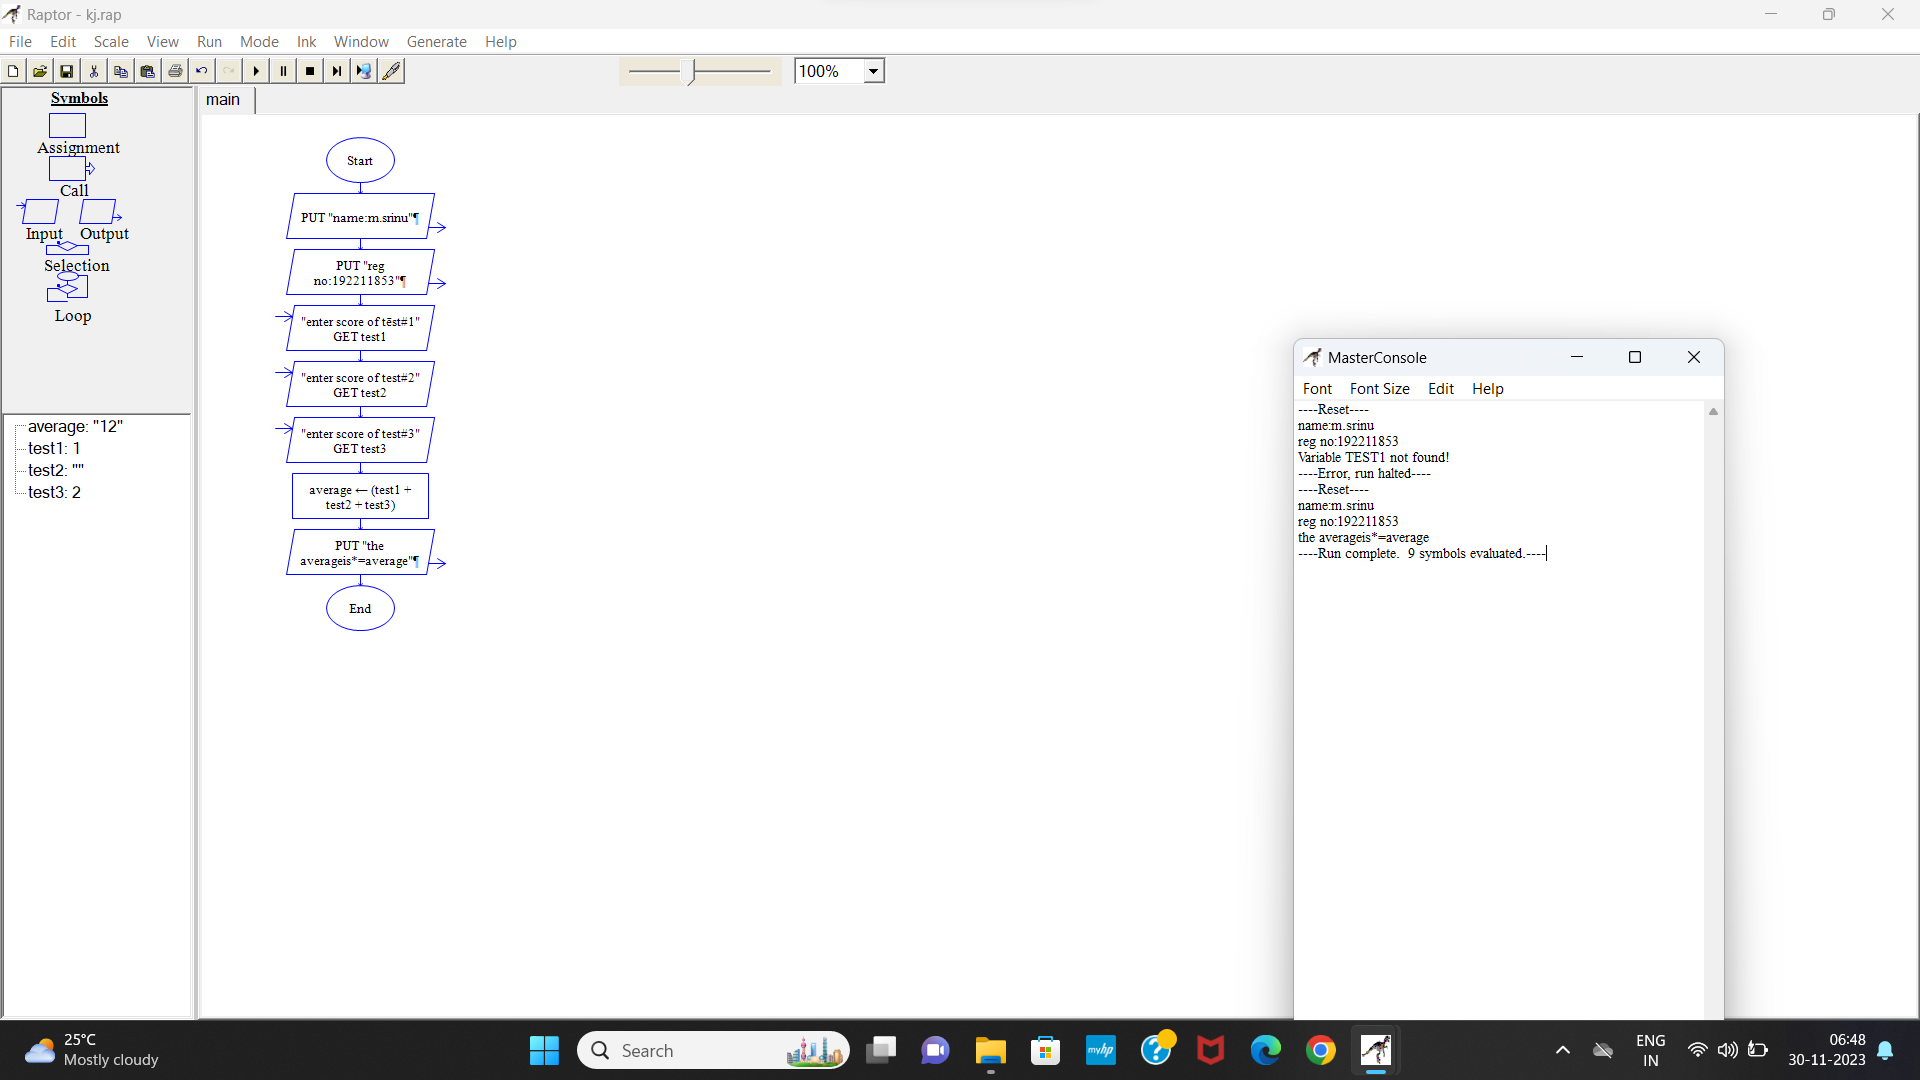 Raptor - kj.rap
File Edit Scale View Run Mode Ink Window Generate Help
100%
Symbols
Assignment
Call
Input Output
Selection
Loop
average: "12"
test1: 1
test2: ""
test3: 2
main
Start
PUT "name:m.srinu"¶
PUT "reg
no:192211853"¶
"enter score of test#1"
GET test1
"enter score of test#2"
GET test2
"enter score of test#3"
GET test3
average ← (test1 +
test2 + test3)
PUT "the
averageis*=average"¶
End
MasterConsole
Font Font Size Edit Help
----Reset----
name:m.srinu
reg no:192211853
Variable TEST1 not found!
----Error, run halted----
----Reset----
name:m.srinu
reg no:192211853
the averageis*=average
----Run complete.  9 symbols evaluated.----
25°C
Mostly cloudy
Search
myhp
ENG
IN
06:48
30-11-2023